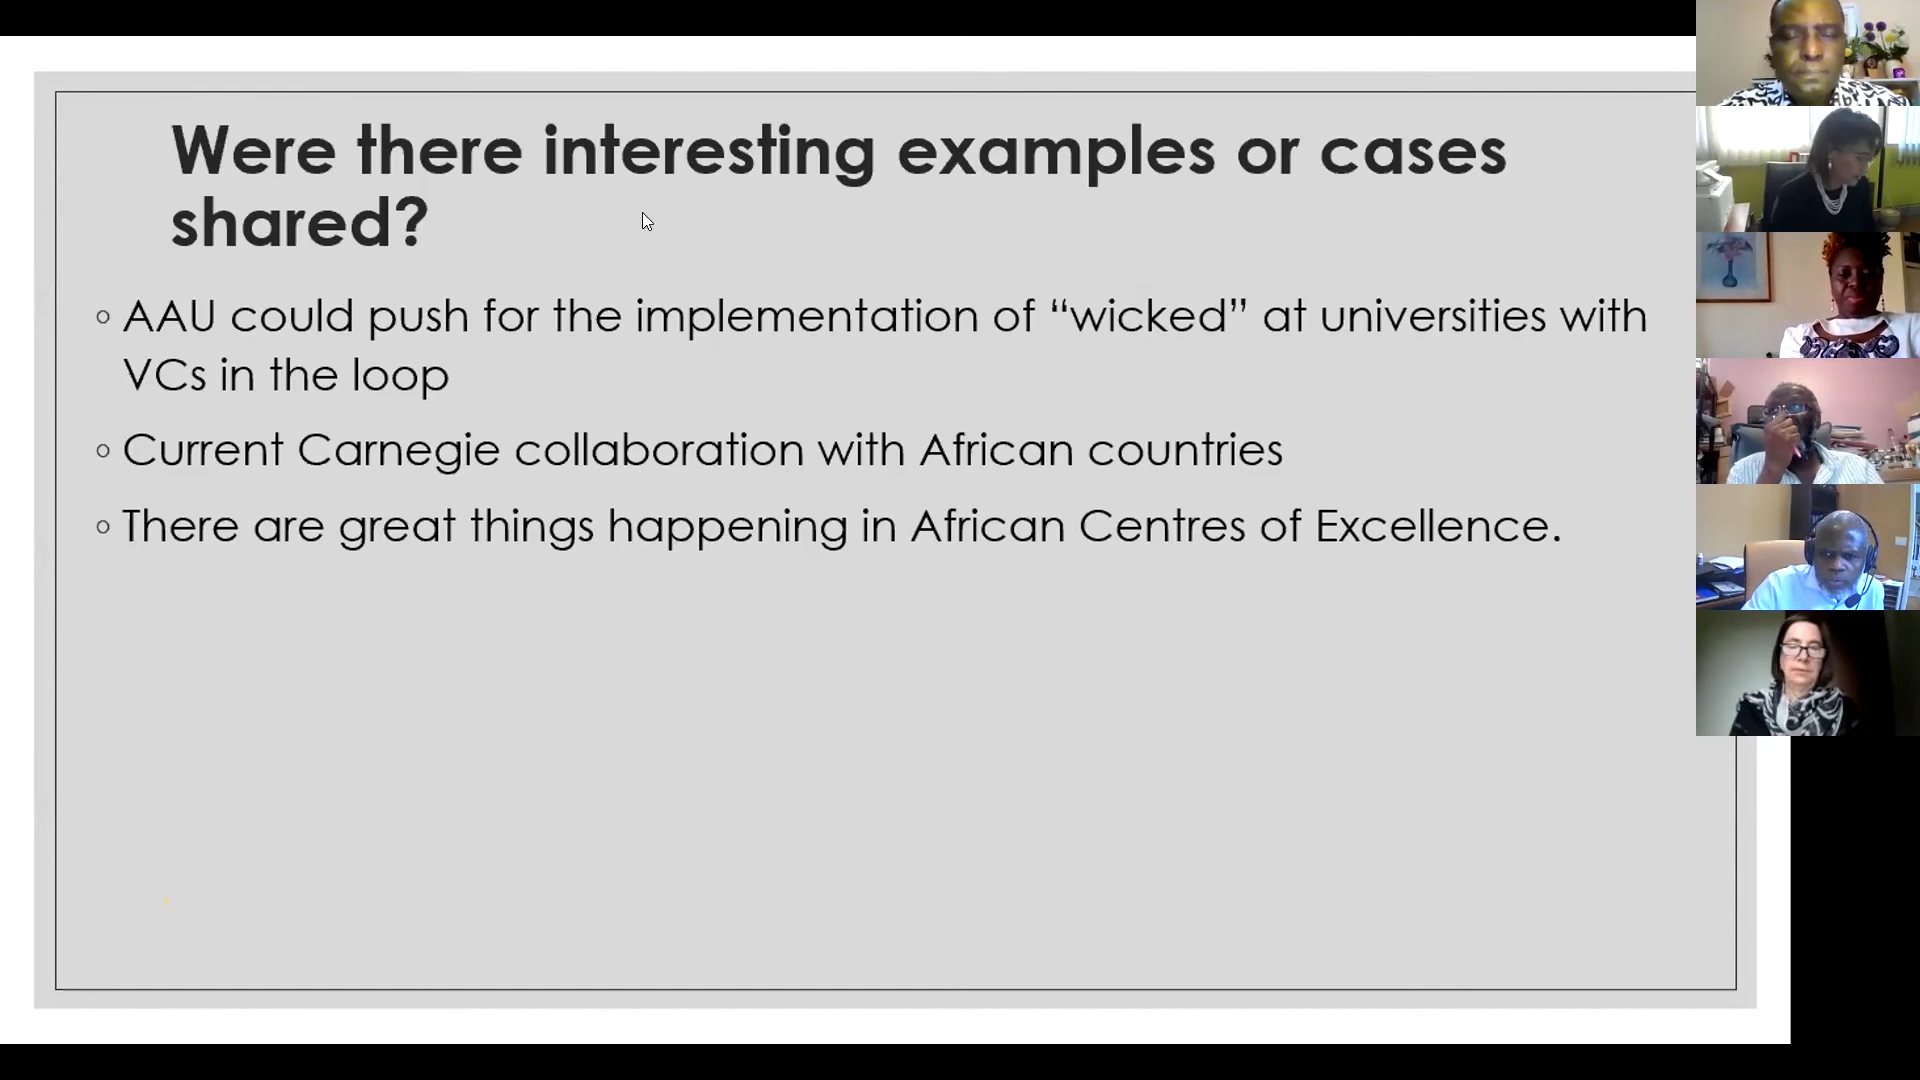 Were there interesting examples or cases
shared?
◦ AAU could push for the implementation of “wicked” at universities with
VCs in the loop
◦ Current Carnegie collaboration with African countries
◦ There are great things happening in African Centres of Excellence.